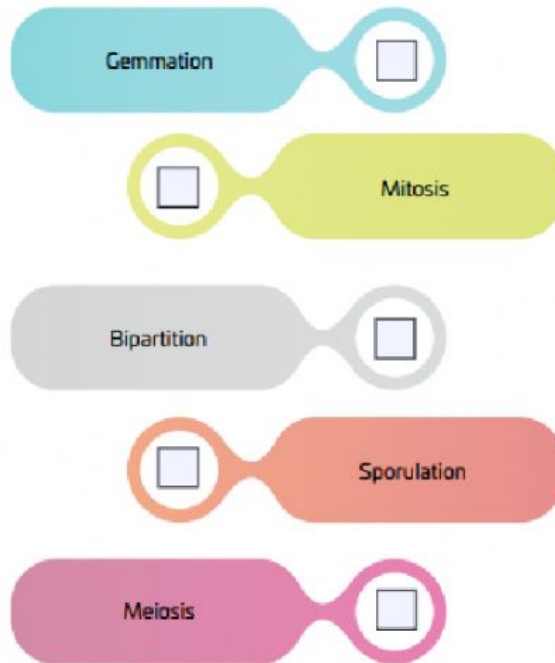 Gemmation
Mitosis
Bipartition
Sporulation
Meiosis